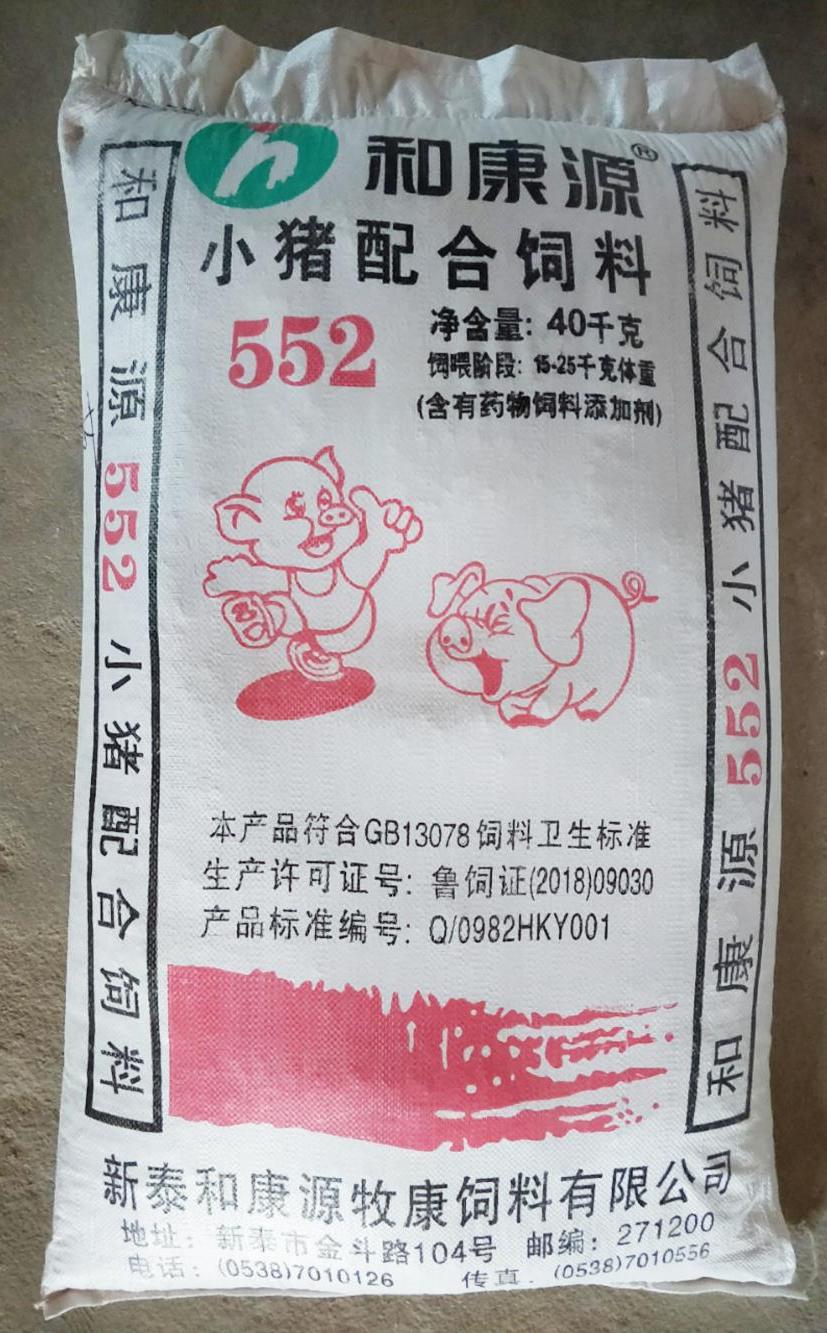 和康源®
小猪配合饲料
552
净含量: 40千克
饲喂阶段: 15-25千克体重
(含有药物饲料添加剂)
和康源552小猪配合饲料
和康源552小猪配合饲料
本产品符合GB13078饲料卫生标准
生产许可证号: 鲁饲证(2018)09030
产品标准编号: Q/0982HKY001
新泰和康源牧康饲料有限公司
地址: 新泰市金斗路104号 邮编: 271200
电话: (0538)7010126 传真: (0538)7010556